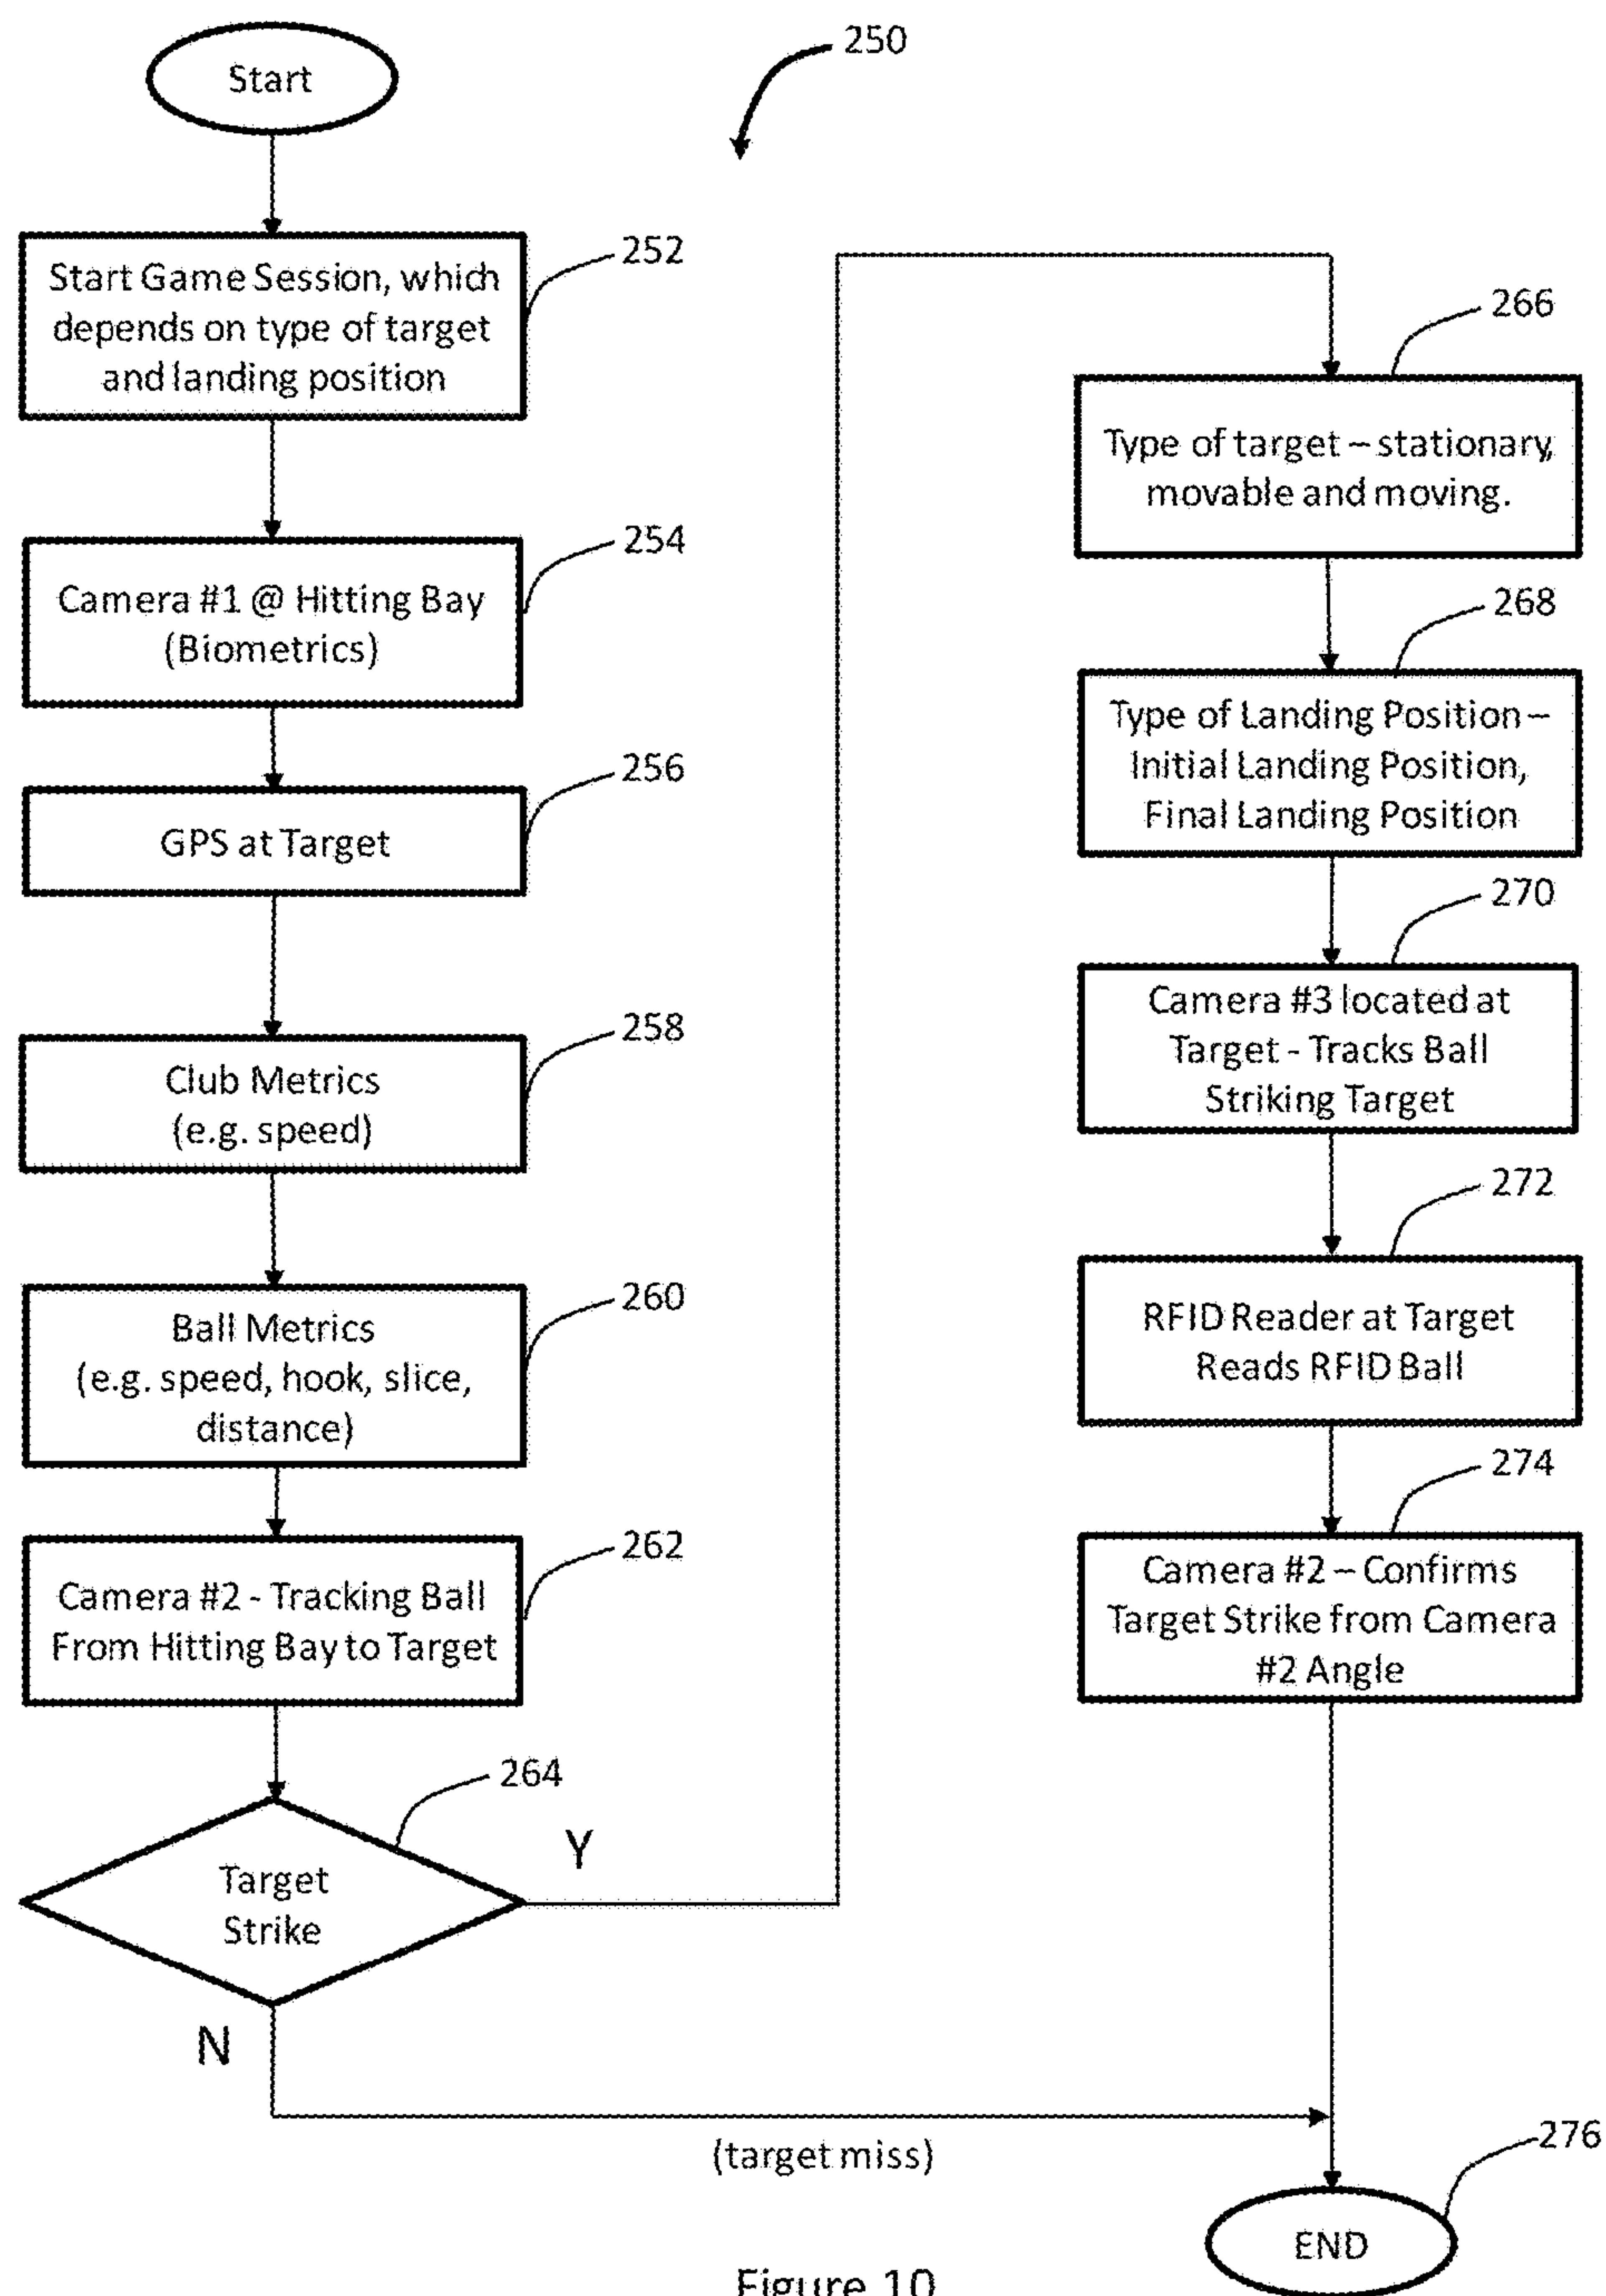 Start
250
252
Start Game Session, which
depends on type of target
and landing position
254
Camera #1 @ Hitting Bay
(Biometrics)
256
GPS at Target
258
Club Metrics
(e.g. speed)
260
Ball Metrics
(e.g. speed, hook, slice,
distance)
262
Camera #2 - Tracking Ball
From Hitting Bay to Target
264
Target
Strike
Y
N
(target miss)
266
Type of target – stationary,
movable and moving.
268
Type of Landing Position –
Initial Landing Position,
Final Landing Position
270
Camera #3 located at
Target - Tracks Ball
Striking Target
272
RFID Reader at Target
Reads RFID Ball
274
Camera #2 – Confirms
Target Strike from Camera
#2 Angle
276
END
Figure 10